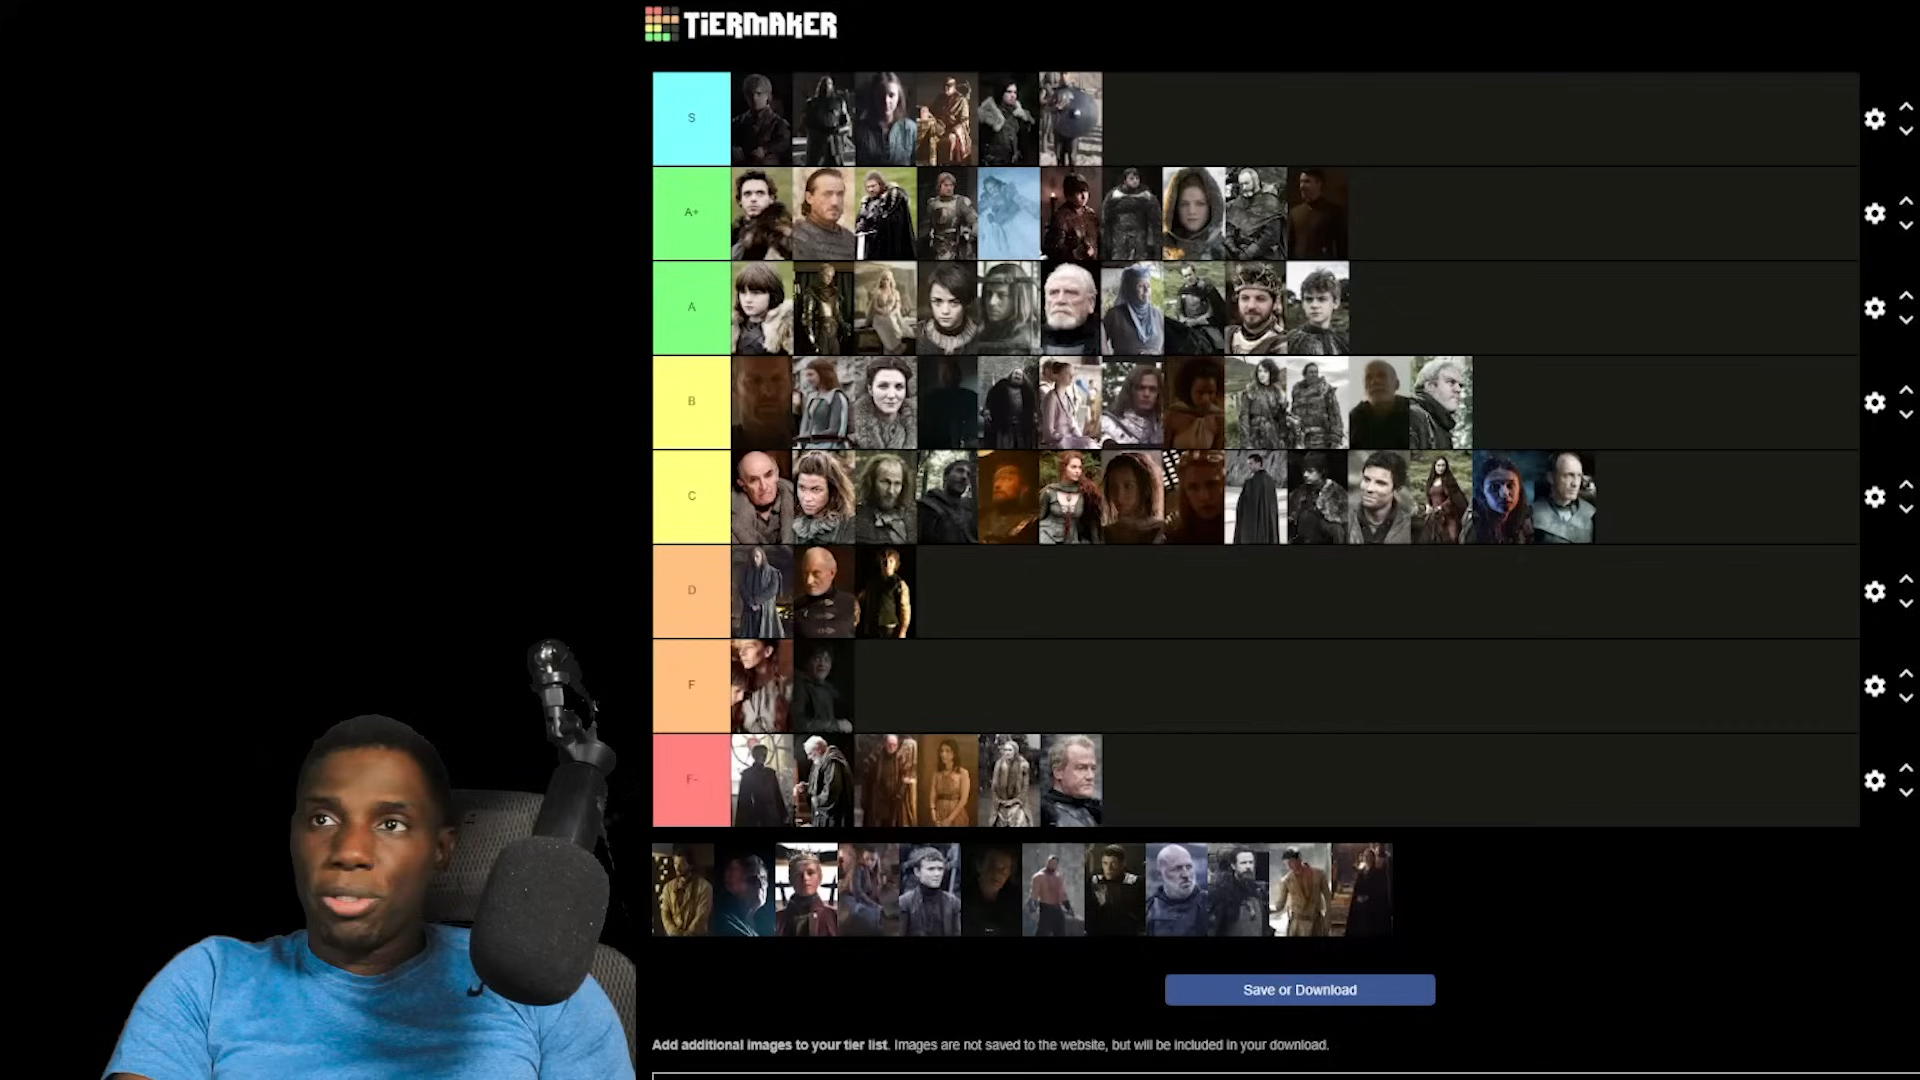 TiERMAKER
S
A+
A
B
C
D
F
F-
Save or Download
Add additional images to your tier list. Images are not saved to the website, but will be included in your download.